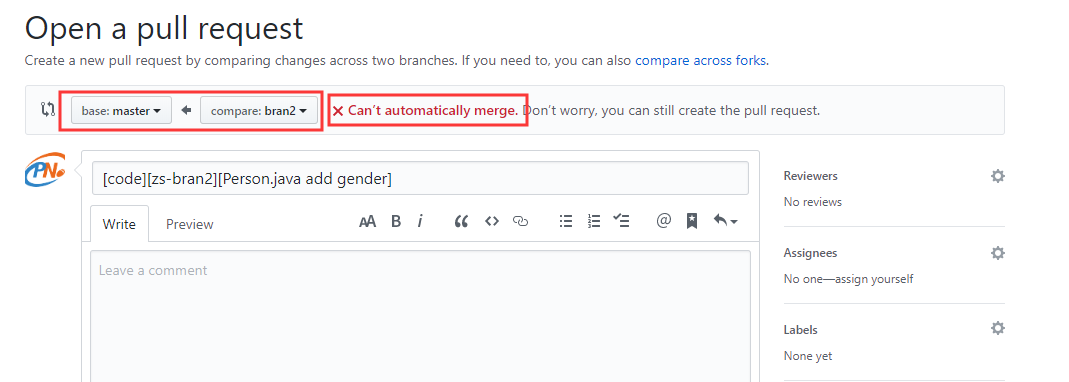 Open a pull request
Create a new pull request by comparing changes across two branches. If you need to, you can also compare across forks.
base: master compare: bran2 Can't automatically merge. Don't worry, you can still create the pull request.
PN
[code][zs-bran2][Person.java add gender]
Reviewers
No reviews
Write Preview AA B i @
Assignees
No one—assign yourself
Leave a comment
Labels
None yet